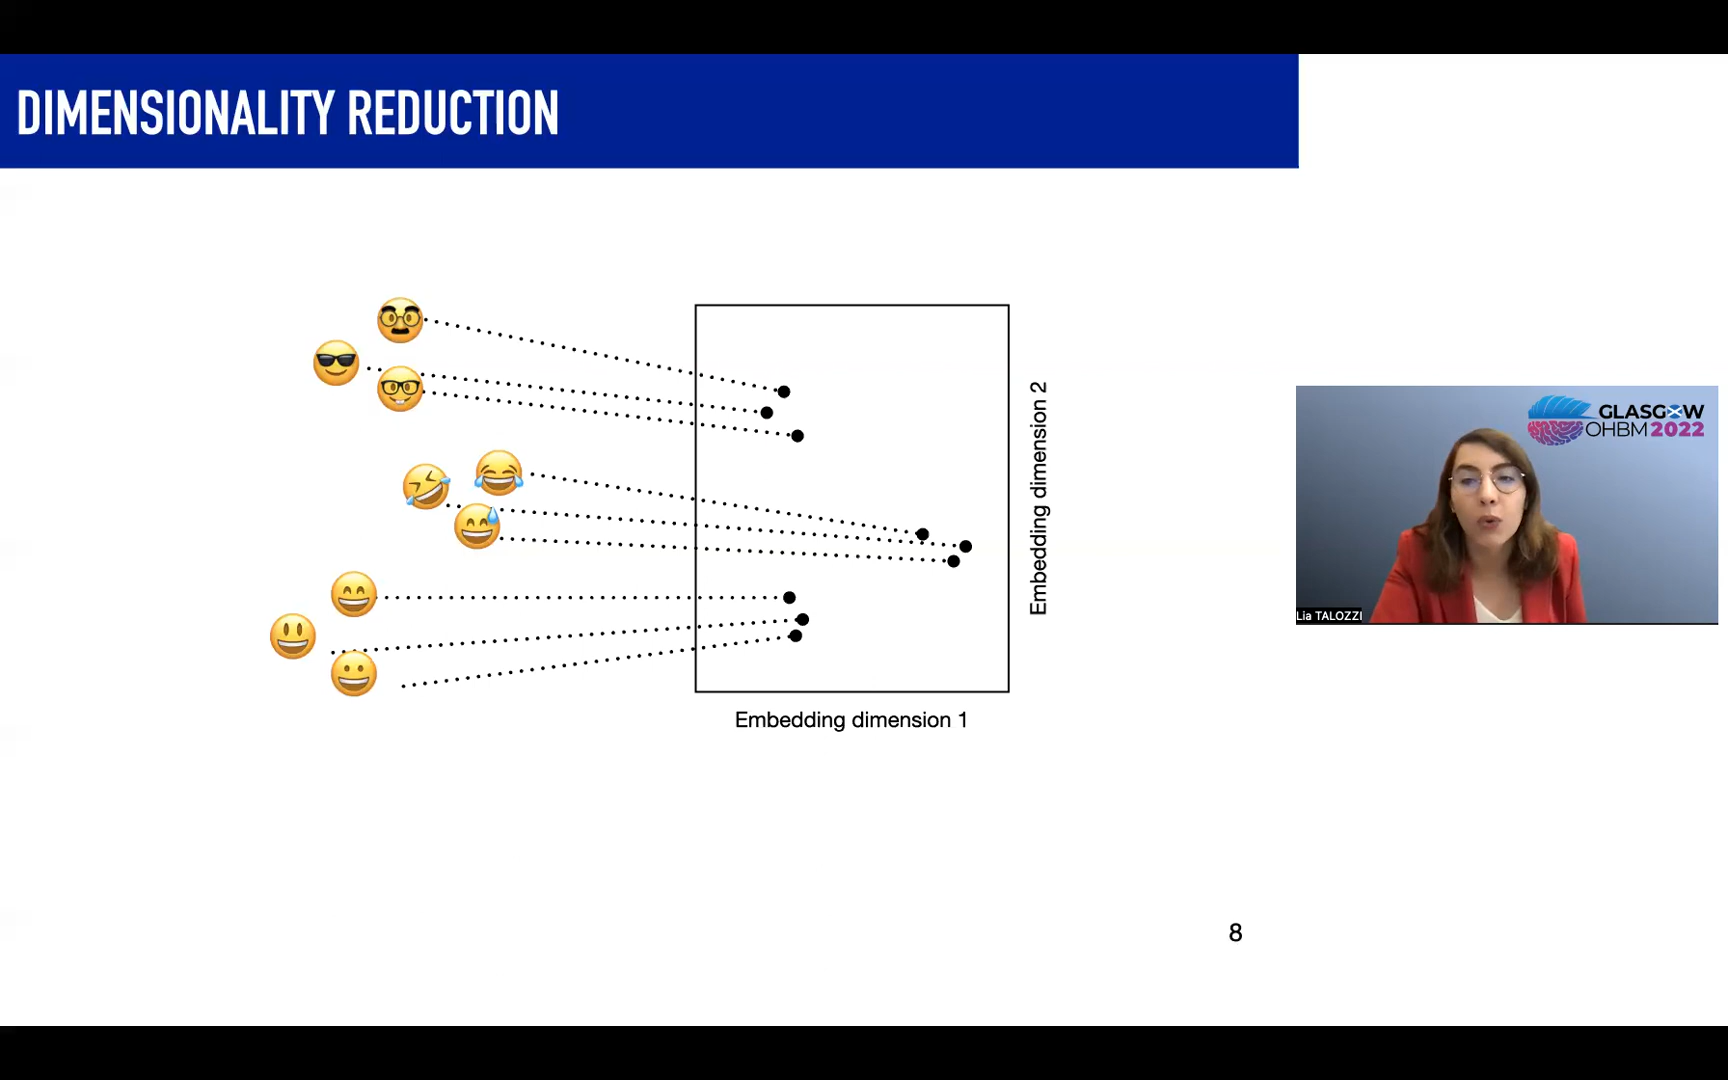 DIMENSIONALITY REDUCTION
Embedding dimension 2
Embedding dimension 1
GLASGOW
OHBM 2022
Lia TALOZZI
8